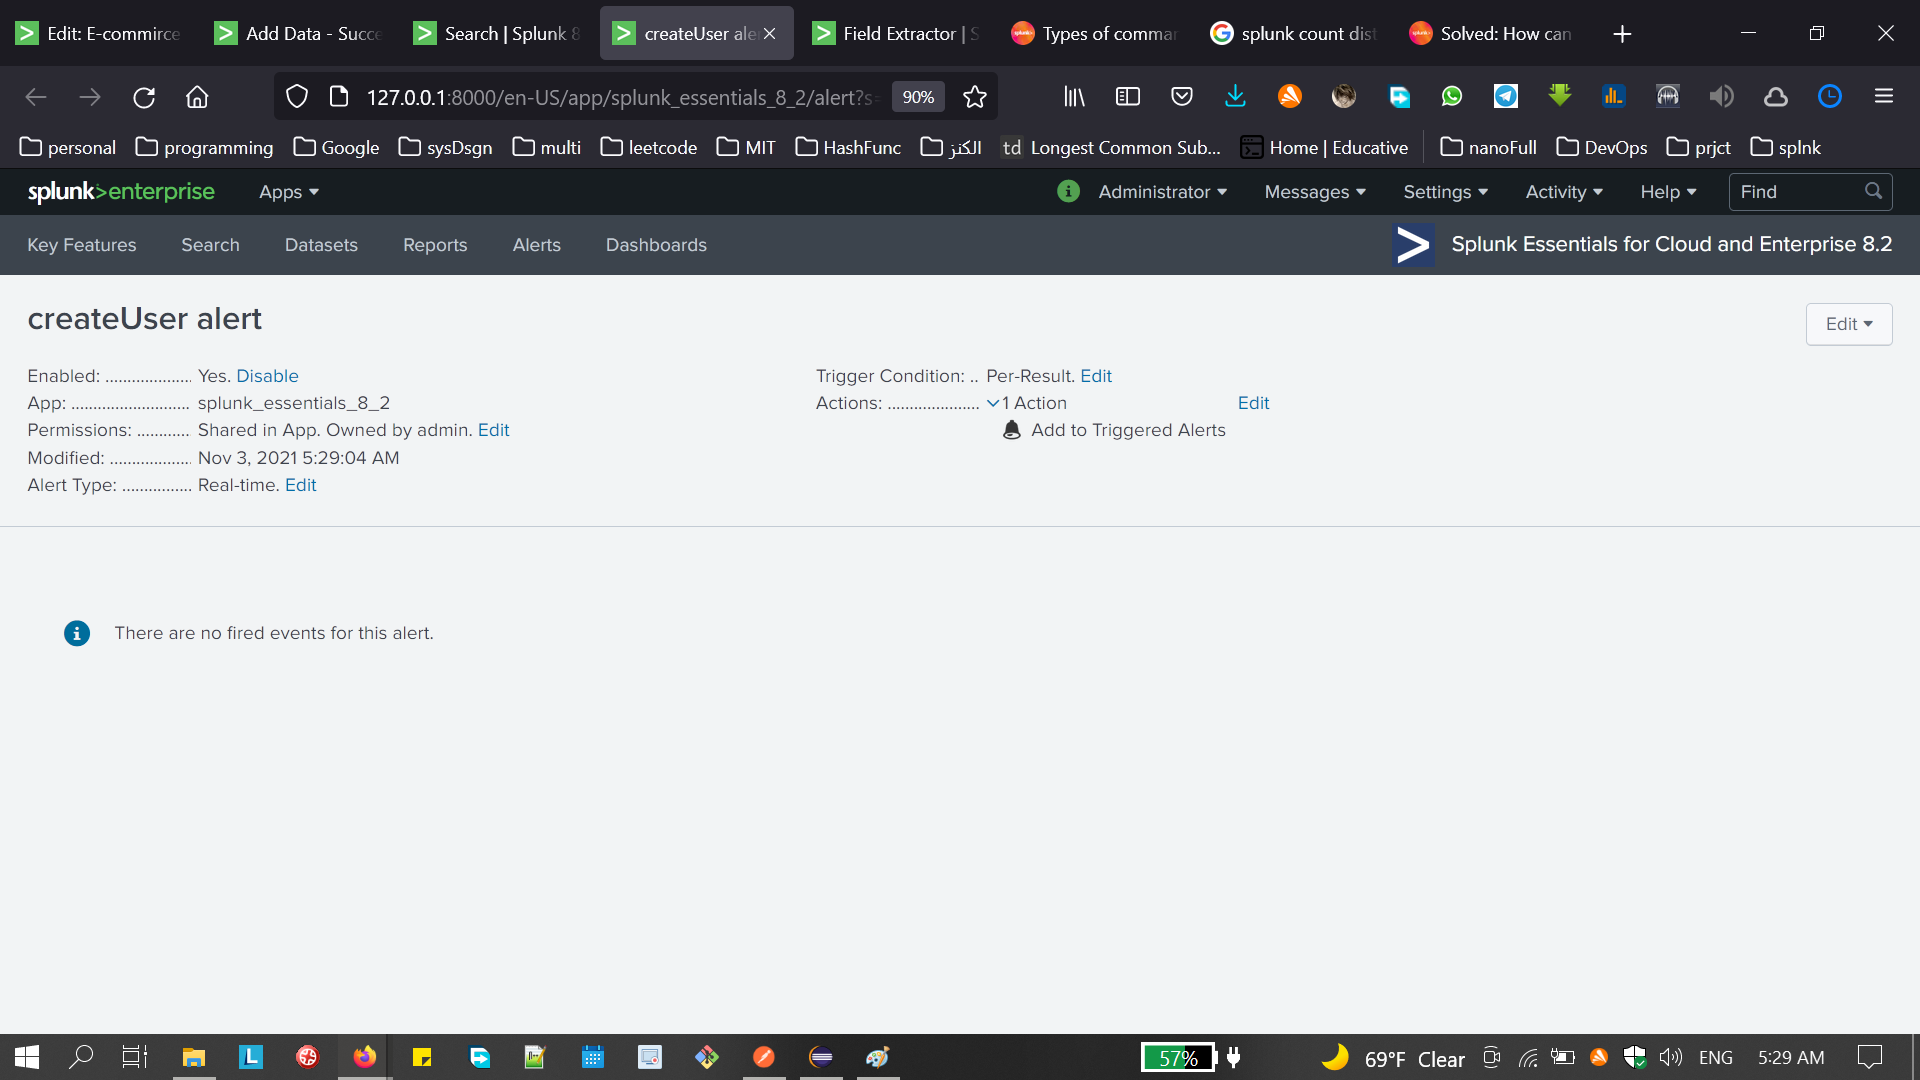 Edit: E-commirce
Add Data - Succe
Search | Splunk 8
createUser ale
Field Extractor | S
Types of commar
splunk count dist
Solved: How can
127.0.0.1:8000/en-US/app/splunk_essentials_8_2/alert?s=
90%
personal
programming
Google
sysDsgn
multi
leetcode
MIT
HashFunc
الكنز
td Longest Common Sub...
Home | Educative
nanoFull
DevOps
prjct
splnk
splunk>enterprise
Apps
Administrator
Messages
Settings
Activity
Help
Find
Key Features
Search
Datasets
Reports
Alerts
Dashboards
Splunk Essentials for Cloud and Enterprise 8.2
createUser alert
Edit
Enabled: ................... Yes. Disable
App: ........................... splunk_essentials_8_2
Permissions: ............ Shared in App. Owned by admin. Edit
Modified: ................... Nov 3, 2021 5:29:04 AM
Alert Type: ................ Real-time. Edit
Trigger Condition: .. Per-Result. Edit
Actions: ..................... 1 Action Edit
Add to Triggered Alerts
There are no fired events for this alert.
57%
69°F Clear
ENG
5:29 AM